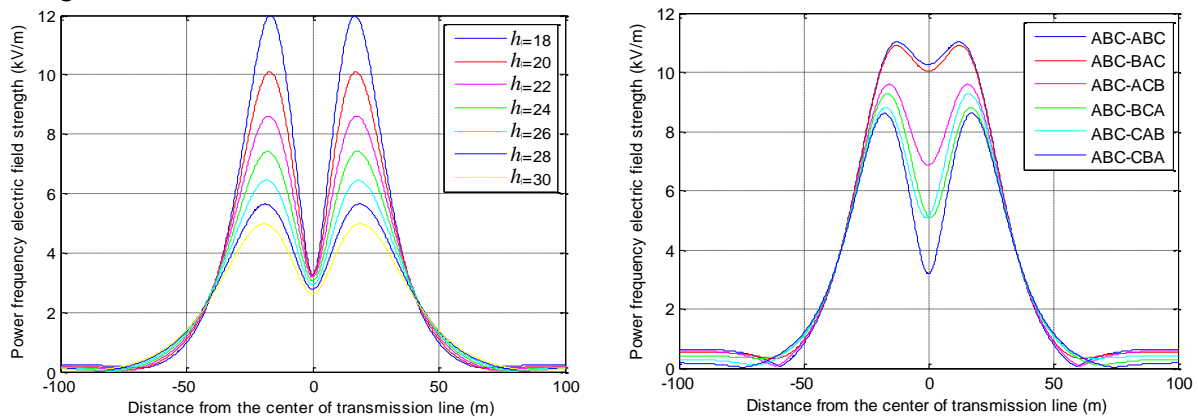 12
10
8
6
4
2
0
-100
-50
0
50
100
Power frequency electric field strength (kV/m)
Distance from the center of transmission line (m)
h=18
h=20
h=22
h=24
h=26
h=28
h=30
12
10
8
6
4
2
0
-100
-50
0
50
100
Power frequency electric field strength (kV/m)
Distance from the center of transmission line (m)
ABC-ABC
ABC-BAC
ABC-ACB
ABC-BCA
ABC-CAB
ABC-CBA